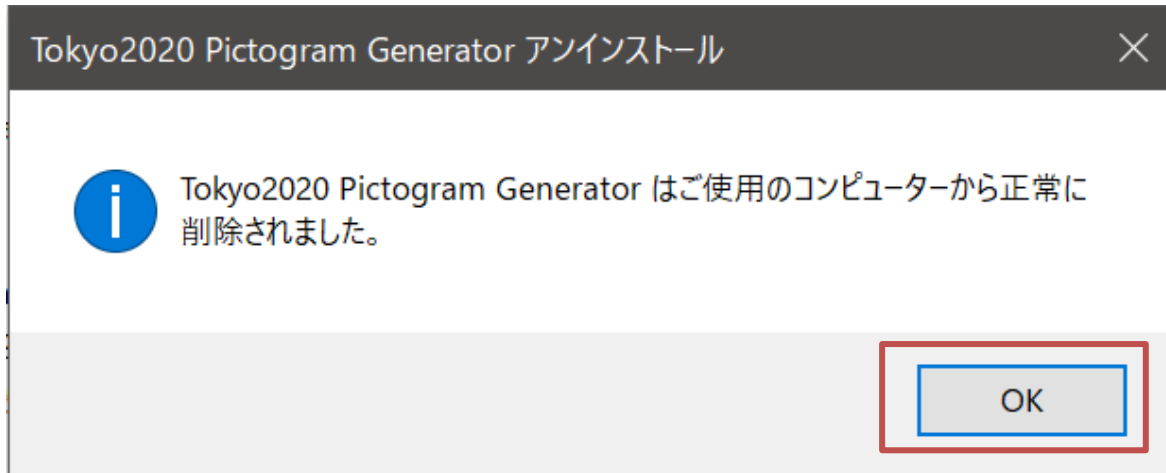 Tokyo2020 Pictogram Generator アンインストール
Tokyo2020 Pictogram Generator はご使用のコンピューターから正常に
削除されました。
OK